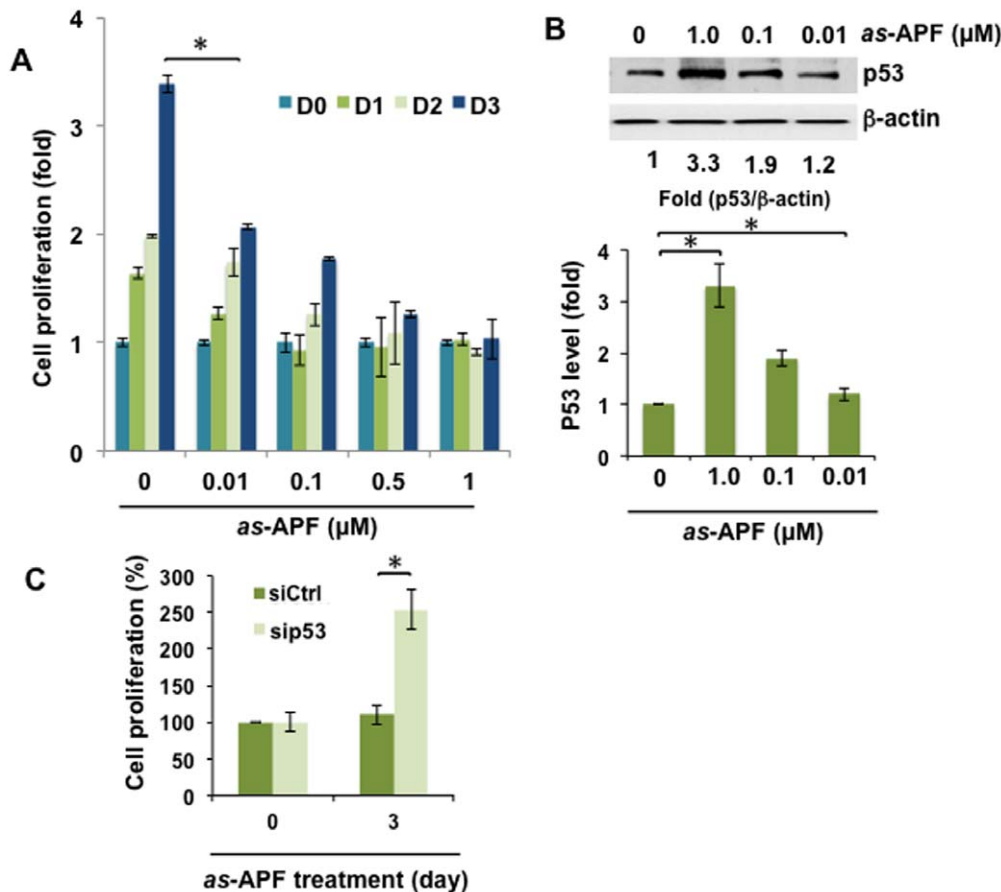 A
Cell proliferation (fold)
4
3
2
1
0
*
D0 D1 D2 D3
0 0.01 0.1 0.5 1
as-APF (µM)
B
0 1.0 0.1 0.01 as-APF (µM)
p53
β-actin
1 3.3 1.9 1.2
Fold (p53/β-actin)
P53 level (fold)
4
3
2
1
0
*
*
0 1.0 0.1 0.01
as-APF (µM)
C
Cell proliferation (%)
300
250
200
150
100
50
0
siCtrl
sip53
*
0 3
as-APF treatment (day)